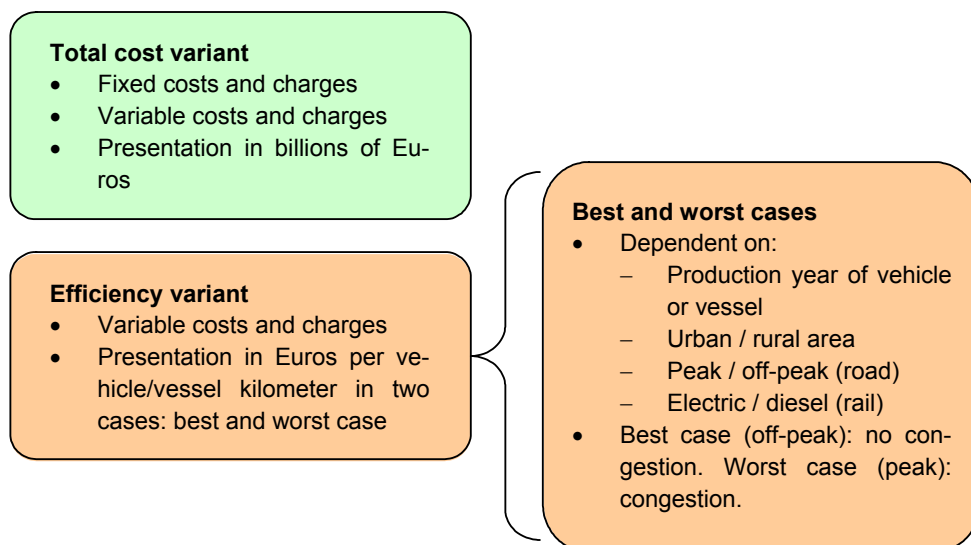 Total cost variant
• Fixed costs and charges
• Variable costs and charges
• Presentation in billions of Eu-
ros
Efficiency variant
• Variable costs and charges
• Presentation in Euros per ve-
hicle/vessel kilometer in two
cases: best and worst case
Best and worst cases
• Dependent on:
– Production year of vehicle
or vessel
– Urban / rural area
– Peak / off-peak (road)
– Electric / diesel (rail)
• Best case (off-peak): no con-
gestion. Worst case (peak):
congestion.